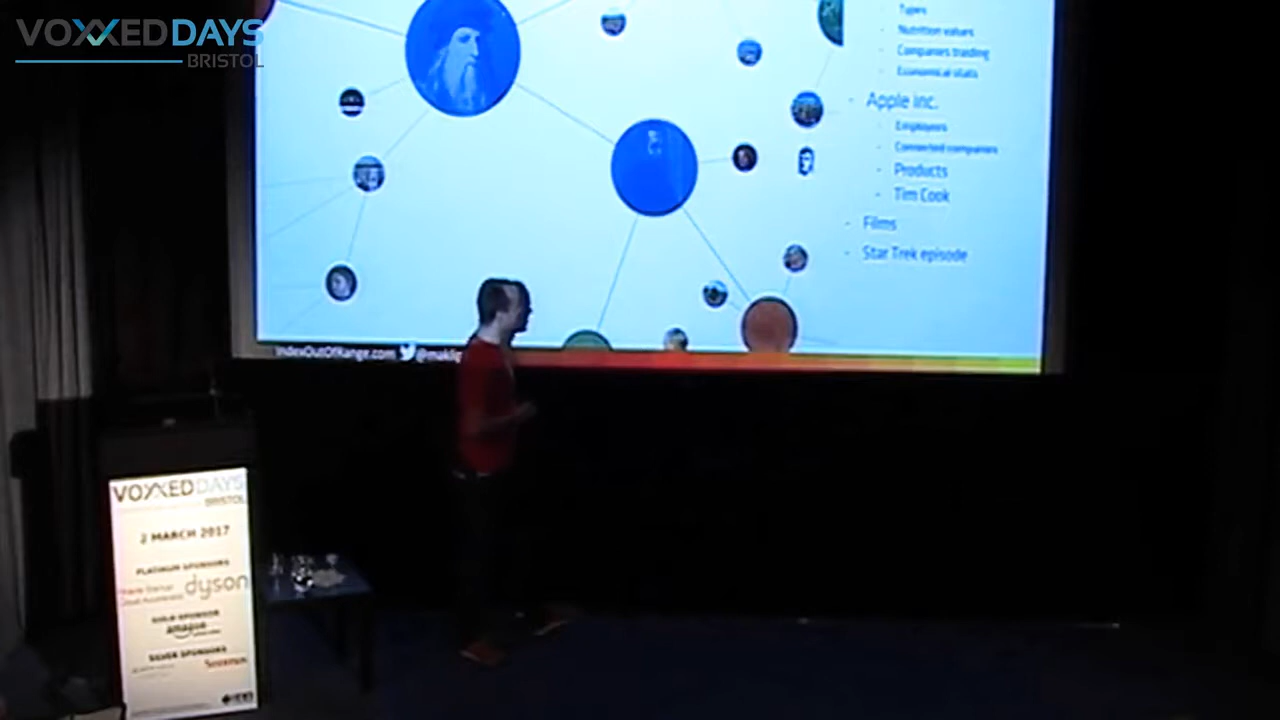 VOXXEDDAYS
BRISTOL
Types
- Nutrition values
- Companies trading
- Economical stats
- Apple inc.
- Employees
- Connected companies
- Products
- Tim Cook
- Films
- Star Trek episode
IndexOutOfRange.com
VOXXEDDAYS
BRISTOL
2 MARCH 2017
PLATINUM SPONSORS
dyson
GOLD SPONSOR
amazon
SILVER SPONSORS